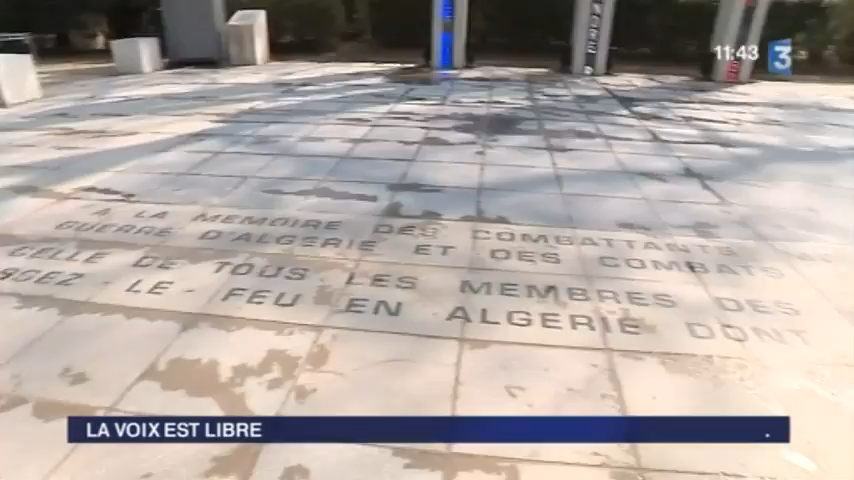 11:43 3
NDRE
A LA MEMOIRE DES COMBATTANTS
GUERRE D'ALGERIE ET DES COMBATS
CELLE DE TOUS LES MEMBRES DES
LE - FEU EN ALGERIE DONT
LA VOIX EST LIBRE